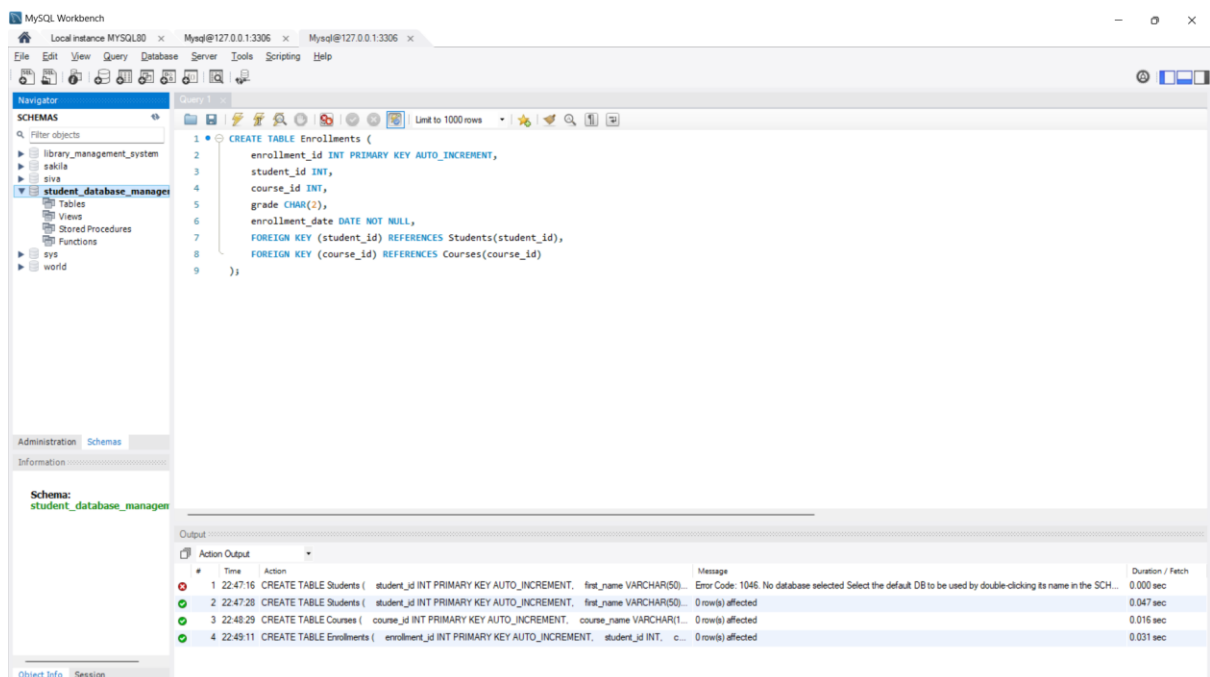 MySQL Workbench
Local instance MYSQL80 × Mysql@127.0.0.1:3306 × Mysql@127.0.0.1:3306 ×
File Edit View Query Database Server Tools Scripting Help
Navigator
SCHEMAS
Filter objects
library_management_system
sakila
siva
student_database_manager
Tables
Views
Stored Procedures
Functions
sys
world
Administration Schemas
Information
Schema:
student_database_managem
Query 1 ×
Limit to 1000 rows
1 CREATE TABLE Enrollments (
2 enrollment_id INT PRIMARY KEY AUTO_INCREMENT,
3 student_id INT,
4 course_id INT,
5 grade CHAR(2),
6 enrollment_date DATE NOT NULL,
7 FOREIGN KEY (student_id) REFERENCES Students(student_id),
8 FOREIGN KEY (course_id) REFERENCES Courses(course_id)
9 );
Output
Action Output
# Time Action Message Duration / Fetch
1 22:47:16 CREATE TABLE Students ( student_id INT PRIMARY KEY AUTO_INCREMENT, first_name VARCHAR(50)... Error Code: 1046. No database selected Select the default DB to be used by double-clicking its name in the SCH... 0.000 sec
2 22:47:28 CREATE TABLE Students ( student_id INT PRIMARY KEY AUTO_INCREMENT, first_name VARCHAR(50)... 0 row(s) affected 0.047 sec
3 22:48:29 CREATE TABLE Courses ( course_id INT PRIMARY KEY AUTO_INCREMENT, course_name VARCHAR(1... 0 row(s) affected 0.016 sec
4 22:49:11 CREATE TABLE Enrollments ( enrollment_id INT PRIMARY KEY AUTO_INCREMENT, student_id INT, c... 0 row(s) affected 0.031 sec
Object Info Session